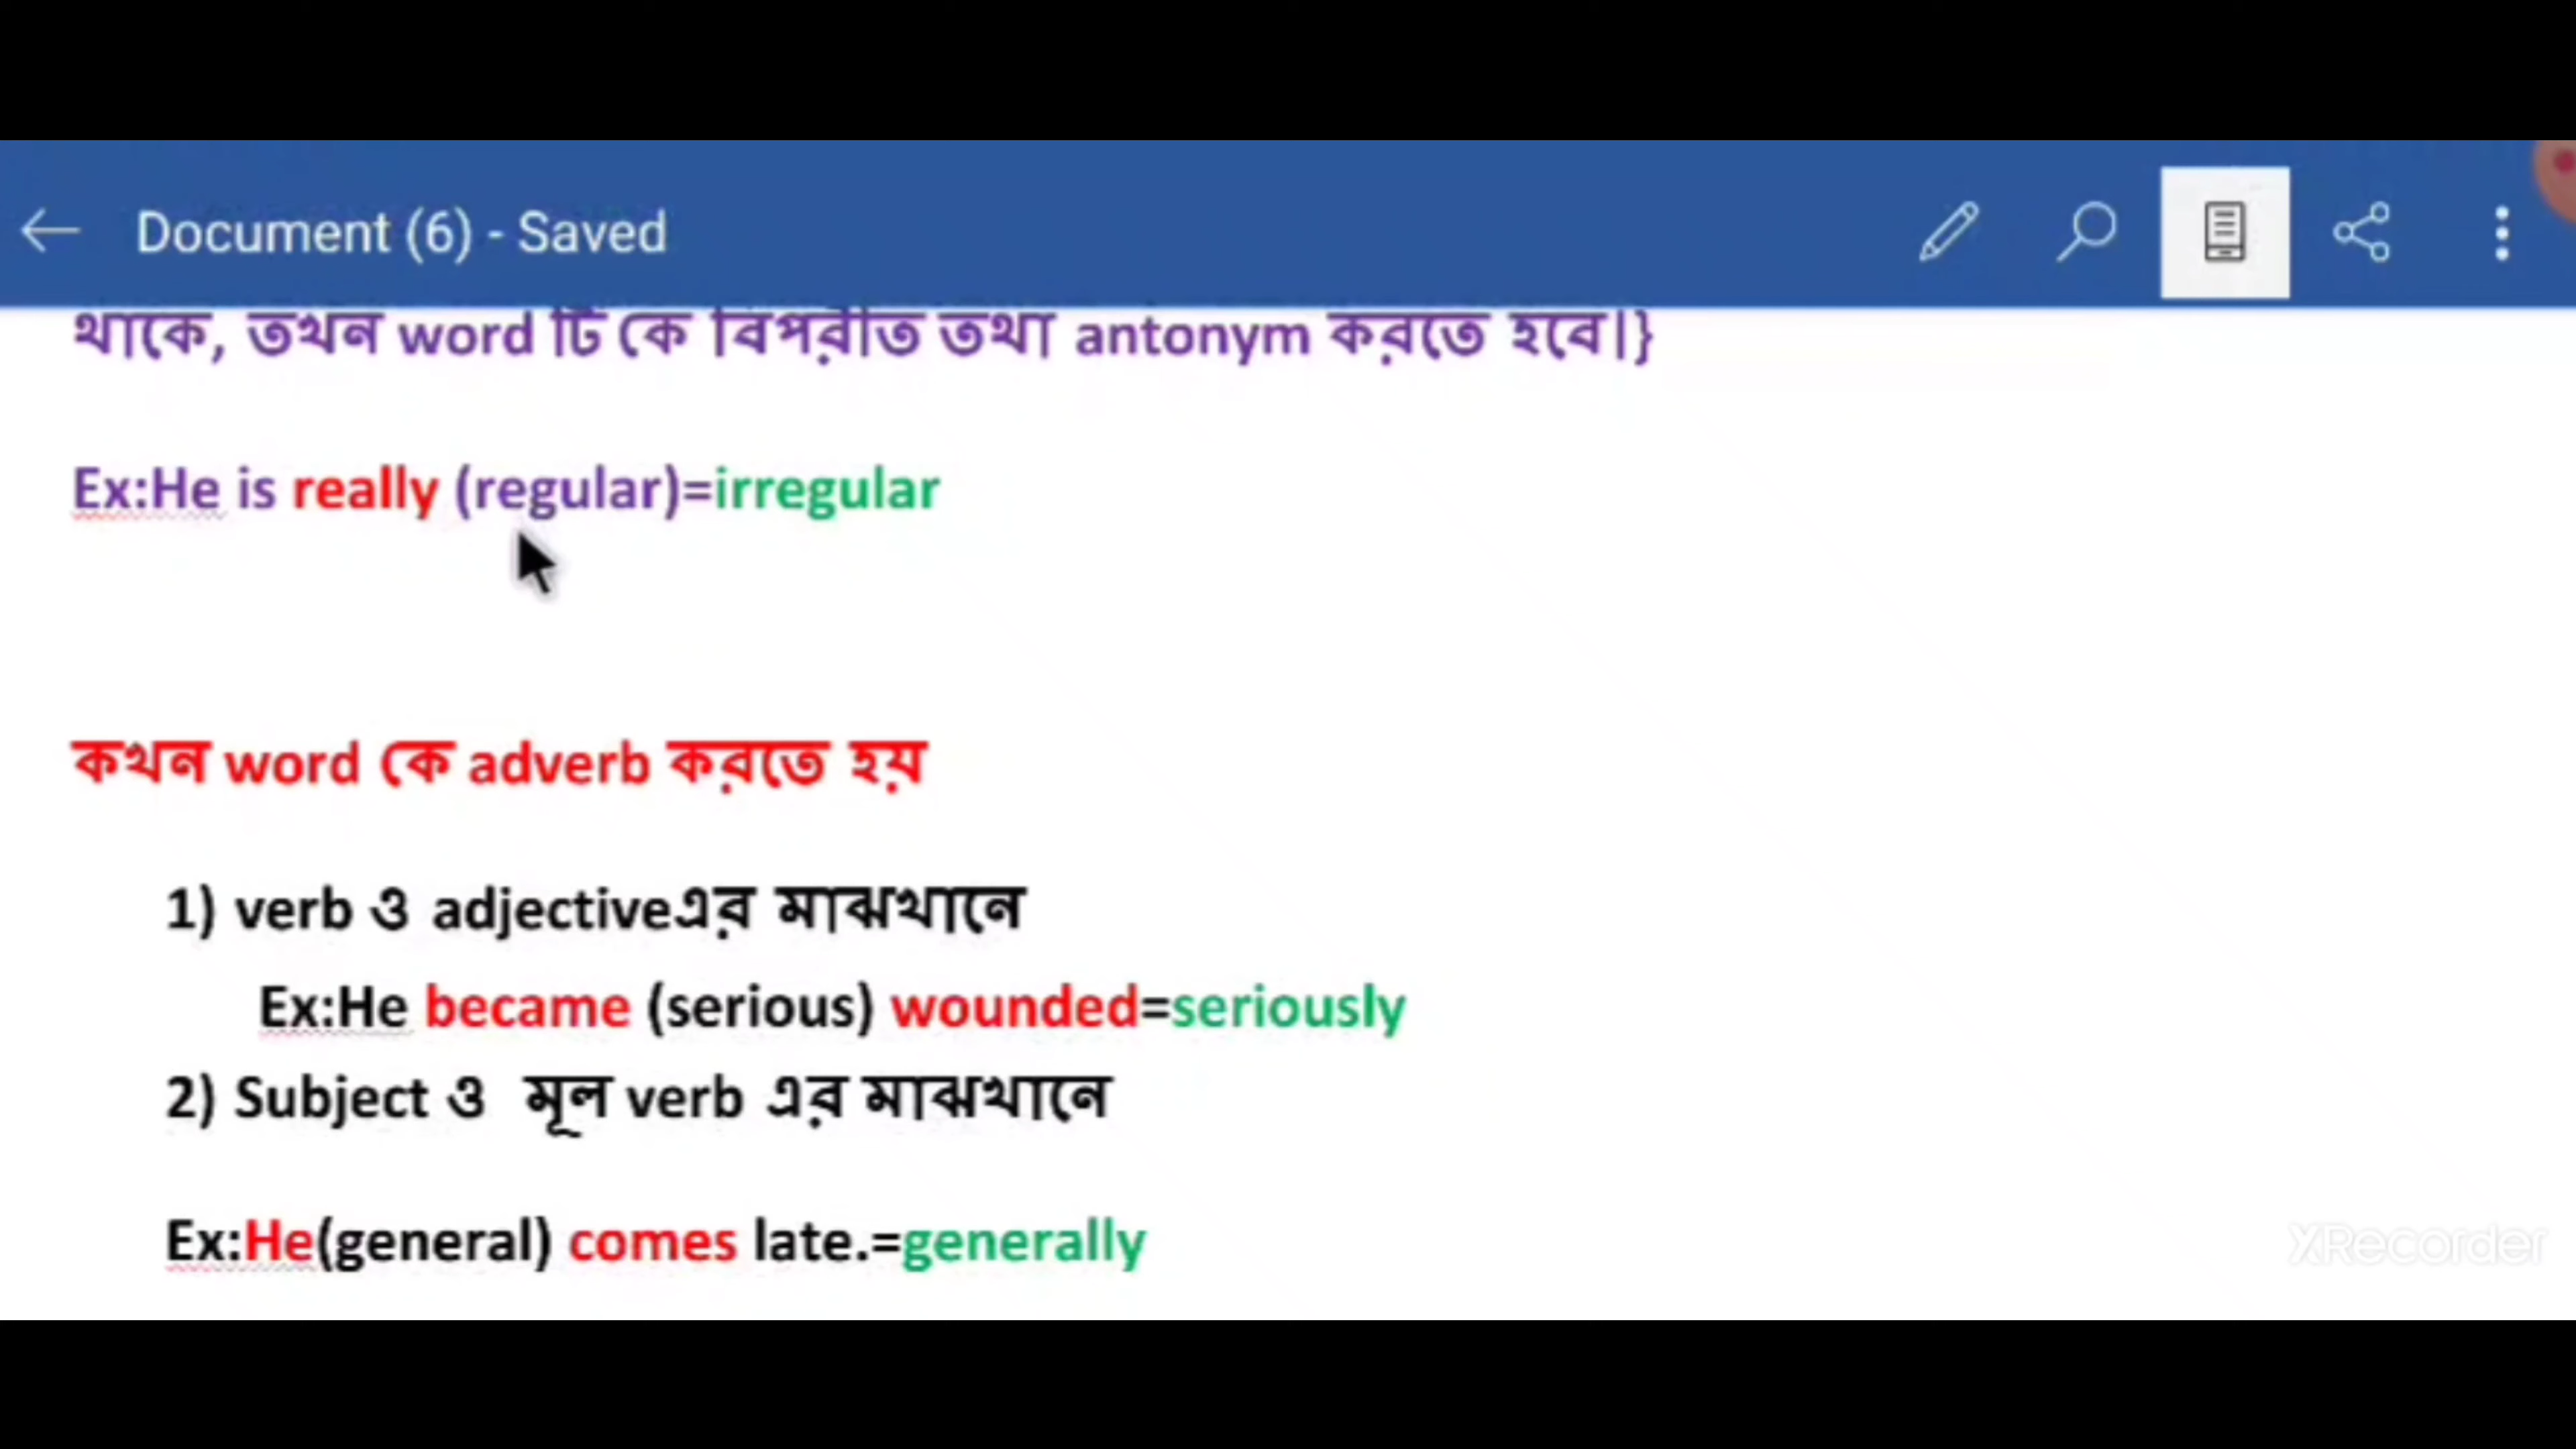 Document (6) - Saved
থাকে, তখন word টি কে বিপরীত তথা antonym করতে হবে।}
Ex:He is really (regular)=irregular
কখন word কে adverb করতে হয়
1) verb ও adjectiveএর মাঝখানে
Ex:He became (serious) wounded=seriously
2) Subject ও মূল verb এর মাঝখানে
Ex:He(general) comes late.=generally
XRecorder